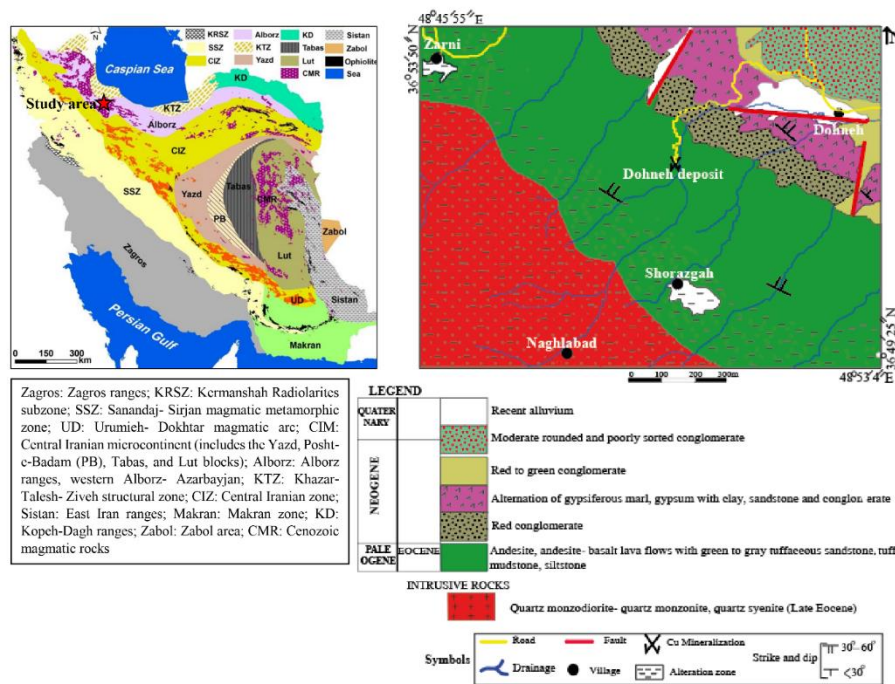 KRSZ Alborz KD Sistan
SSZ KTZ Tabas Zabol
CIZ Yazd Lut Ophiolite
UD PB CMR Sea
Caspian Sea
Study area
KTZ
KD
Alborz
CIZ
SSZ
Yazd
Tabas
CMR
PB
Lut
Zabol
Zagros
UD
Sistan
Persian Gulf
Makran
0 150 300
km
48°45'55" E
36°53'50" N
N
Zarni
Dohneh
Dohneh deposit
Shorazgah
Naghlabad
36°49'25"
48°53'4"
0 100 200 300m
Zagros: Zagros ranges; KRSZ: Kermanshah Radiolarites
subzone; SSZ: Sanandaj- Sirjan magmatic metamorphic
zone; UD: Urumieh- Dokhtar magmatic arc; CIM:
Central Iranian microcontinent (includes the Yazd, Posht-
e-Badam (PB), Tabas, and Lut blocks); Alborz: Alborz
ranges, western Alborz- Azarbayjan; KTZ: Khazar-
Talesh- Ziveh structural zone; CIZ: Central Iranian zone;
Sistan: East Iran ranges; Makran: Makran zone; KD:
Kopeh-Dagh ranges; Zabol: Zabol area; CMR: Cenozoic
magmatic rocks
LEGEND
QUATER
NARY
Recent alluvium
NEOGENE
Moderate rounded and poorly sorted conglomerate
Red to green conglomerate
Alternation of gypsiferous marl, gypsum with clay, sandstone and conglon erate
Red conglomerate
PALE
OGENE
EOCENE
Andesite, andesite- basalt lava flows with green to gray tuffaceous sandstone, tuff
mudstone, siltstone
INTRUSIVE ROCKS
Quartz monzodiorite- quartz monzonite, quartz syenite (Late Eocene)
Symbols
Road Fault Cu Mineralization
Drainage Village Alteration zone
Strike and dip
30°-60°
<30°